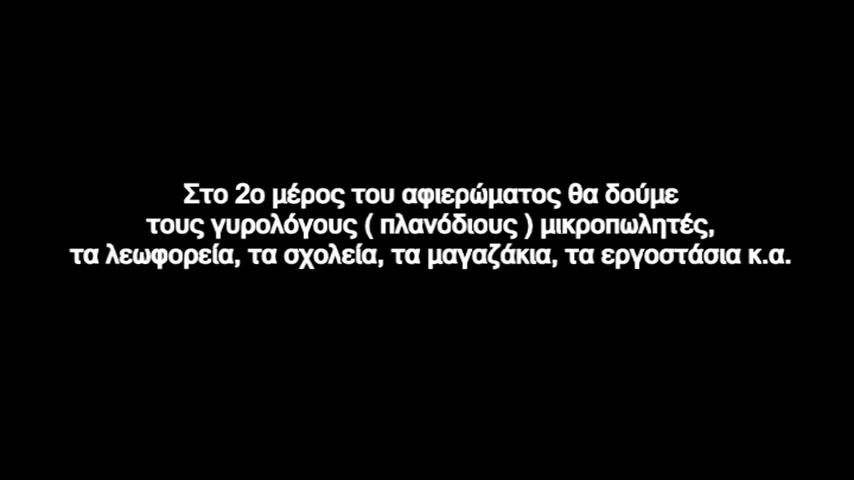 Στο 2ο μέρος του αφιερώματος θα δούμε
τους γυρολόγους ( πλανόδιους ) μικροπωλητές,
τα λεωφορεία, τα σχολεία, τα μαγαζάκια, τα εργοστάσια κ.α.